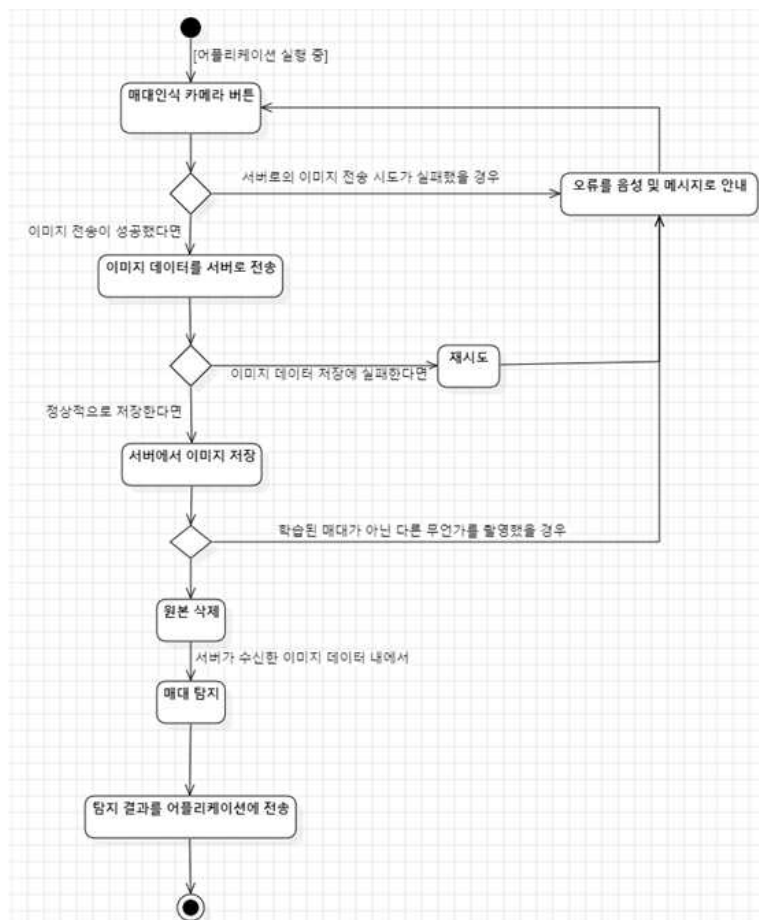 [어플리케이션 실행 중]
매대인식 카메라 버튼
서버로의 이미지 전송 시도가 실패했을 경우
오류를 음성 및 메시지로 안내
이미지 전송이 성공했다면
이미지 데이터를 서버로 전송
재시도
이미지 데이터 저장에 실패한다면
정상적으로 저장한다면
서버에서 이미지 저장
학습된 매대가 아닌 다른 무언가를 촬영했을 경우
원본 삭제
서버가 수신한 이미지 데이터 내에서
매대 탐지
탐지 결과를 어플리케이션에 전송